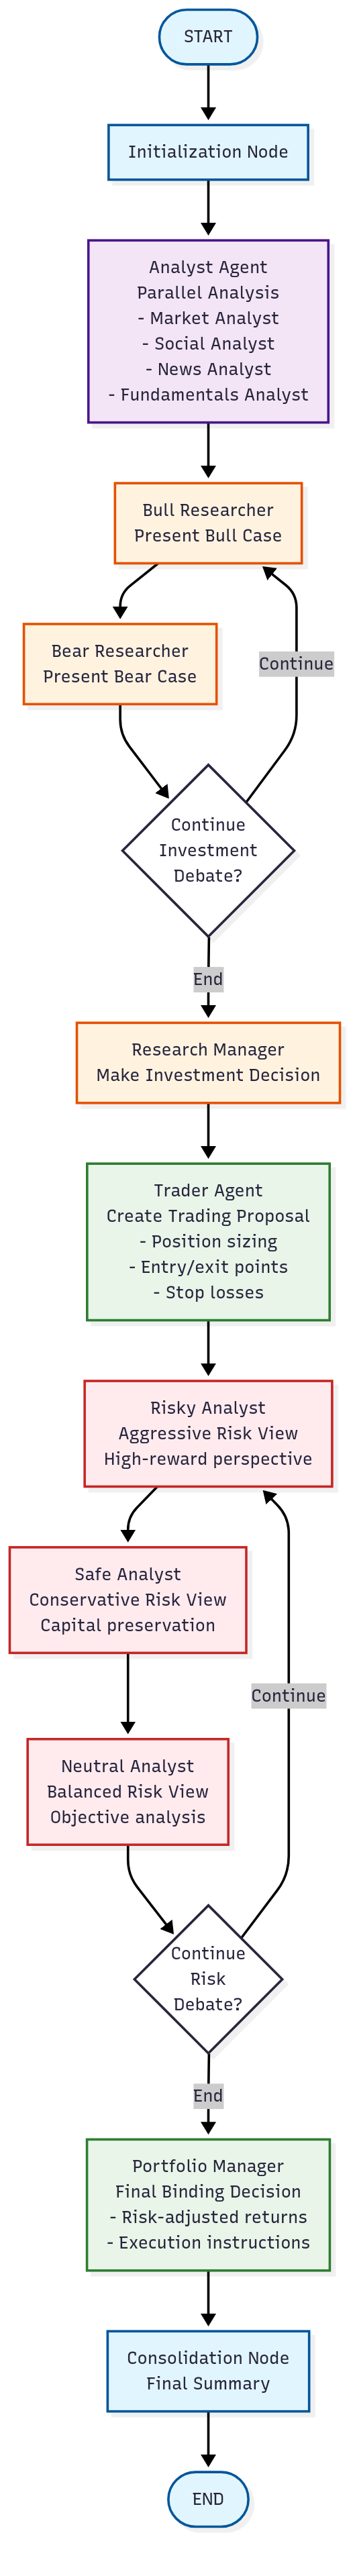 START
Initialization Node
Analyst Agent
Parallel Analysis
- Market Analyst
- Social Analyst
- News Analyst
- Fundamentals Analyst
Bull Researcher
Present Bull Case
Bear Researcher
Present Bear Case
Continue
Continue
Investment
Debate?
End
Research Manager
Make Investment Decision
Trader Agent
Create Trading Proposal
- Position sizing
- Entry/exit points
- Stop losses
Risky Analyst
Aggressive Risk View
High-reward perspective
Safe Analyst
Conservative Risk View
Capital preservation
Continue
Neutral Analyst
Balanced Risk View
Objective analysis
Continue
Risk
Debate?
End
Portfolio Manager
Final Binding Decision
- Risk-adjusted returns
- Execution instructions
Consolidation Node
Final Summary
END